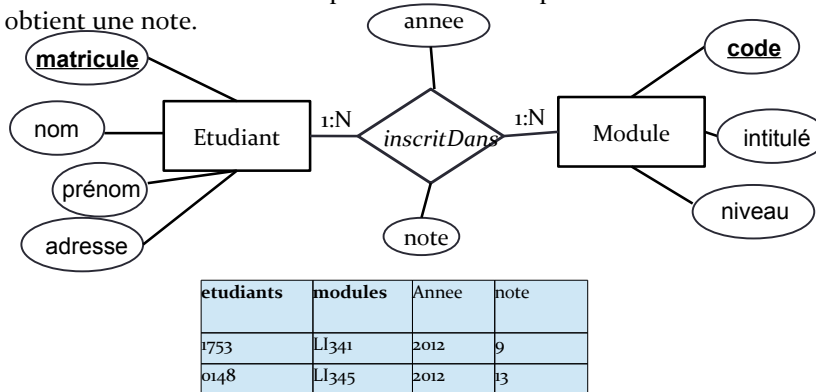 obtient une note.
annee
matricule
code
nom
Etudiant
1:N
inscritDans
1:N
Module
intitulé
prénom
adresse
niveau
note
etudiants modules Annee note
1753 LI341 2012 9
0148 LI345 2012 13